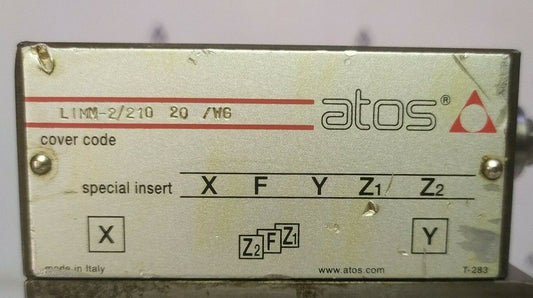 LIMM-2/210 20 /WG
atos®
cover code
special insert X F Y Z1 Z2
X Z2 F Z1 Y
made in Italy www.atos.com T-283